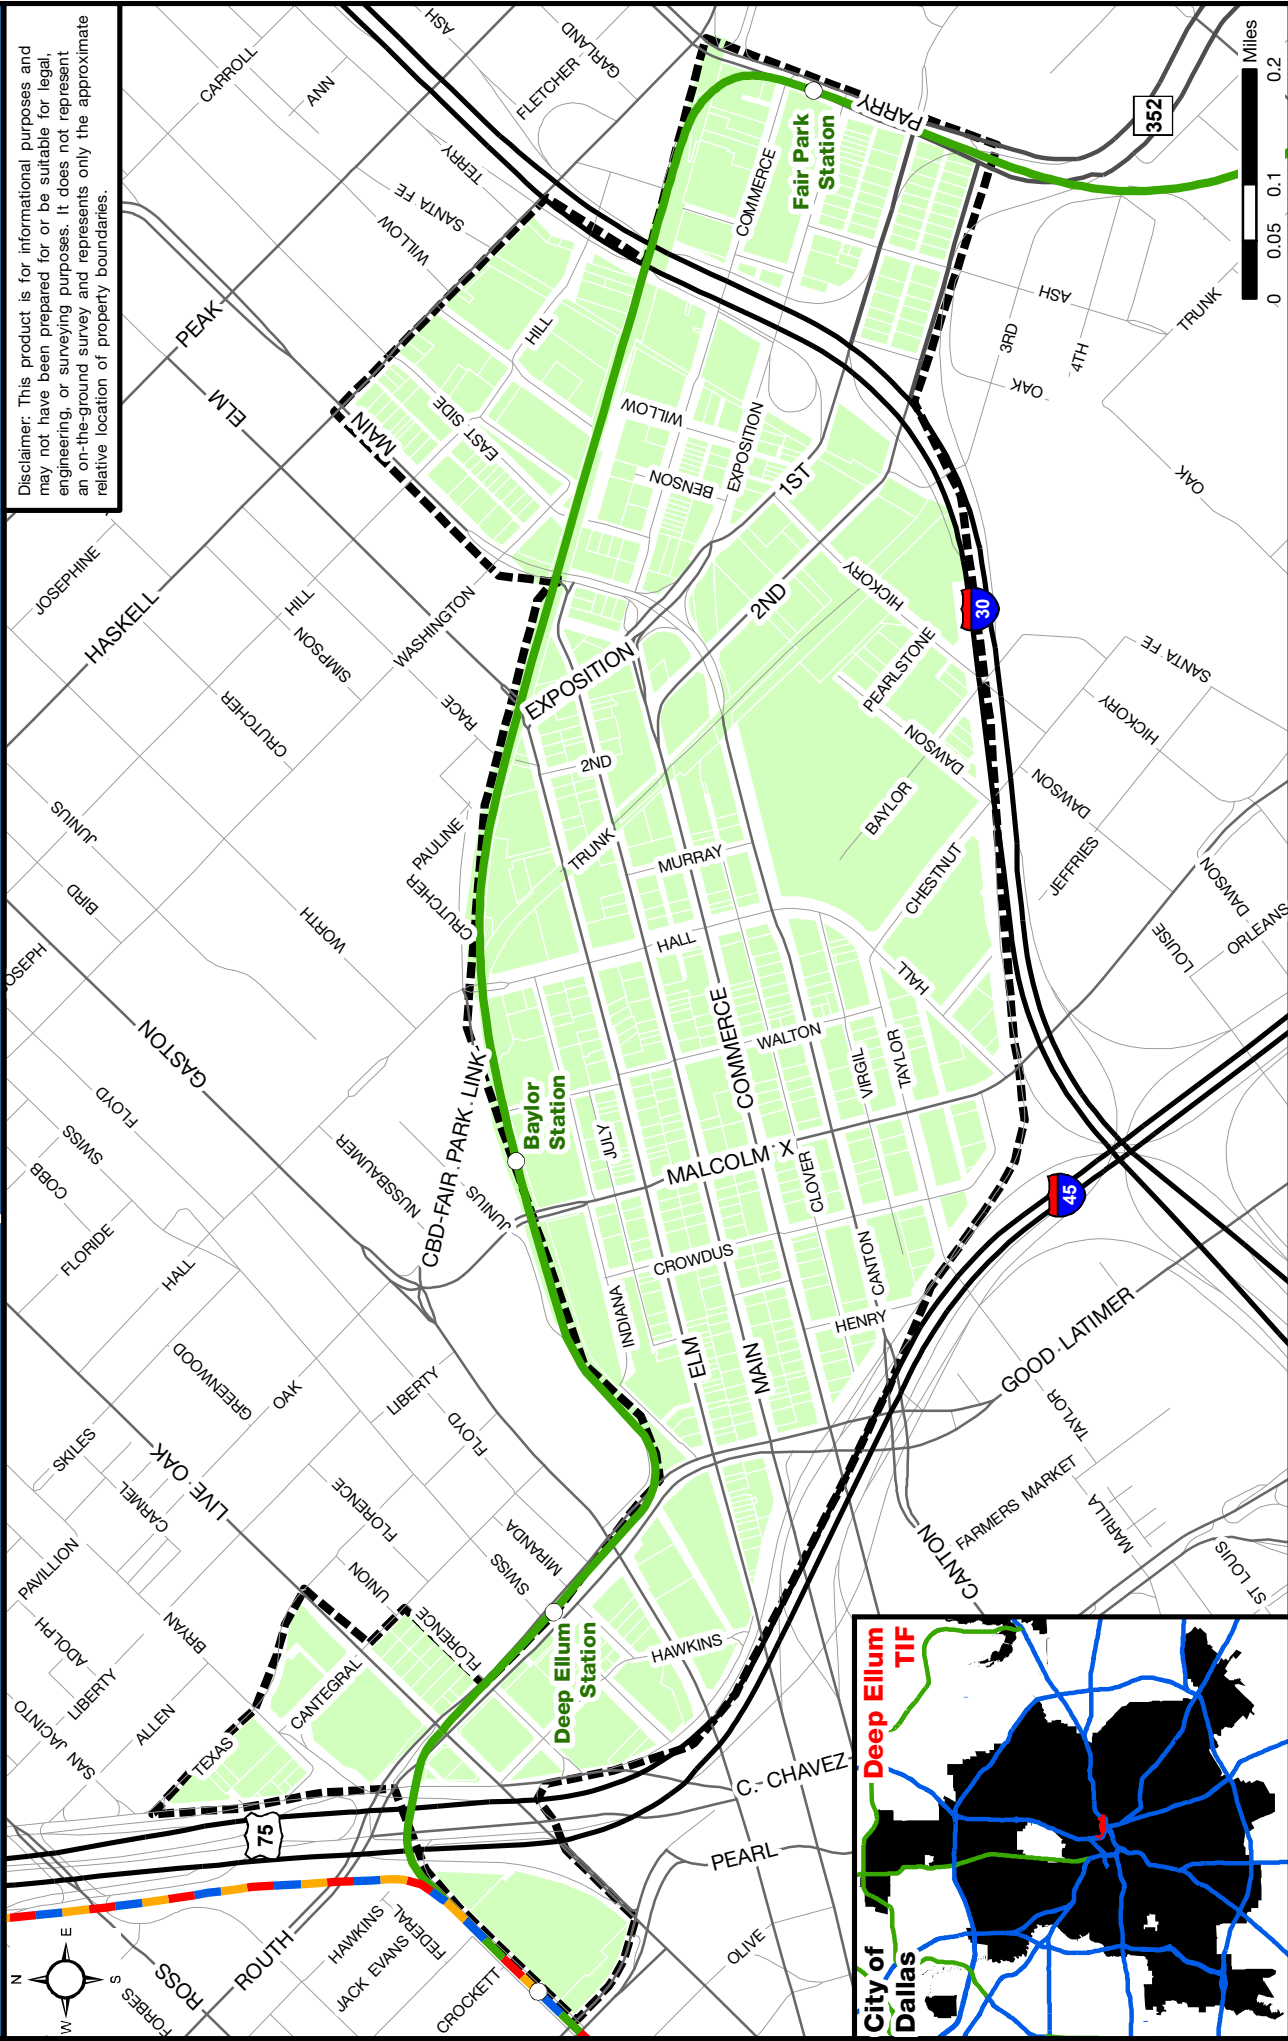 Disclaimer: This product is for informational purposes and
may not have been prepared for or be suitable for legal,
engineering, or surveying purposes. It does not represent
an on-the-ground survey and represents only the approximate
relative location of property boundaries.
CARROLL
ANN
ASH
GARLAND
FLETCHER
TERRY
SANTA FE
WILLOW
PEAK
ELM
MAIN
HILL
EAST SIDE
WILLOW
BENSON
EXPOSITION
COMMERCE
PARRY
Fair Park
Station
352
Miles
0 0.05 0.1 0.2
ASH
3RD
4TH
OAK
TRUNK
OAK
1ST
2ND
HICKORY
30
JOSEPHINE
HASKELL
HILL
SIMPSON
WASHINGTON
CRUTCHER
RACE
EXPOSITION
2ND
PEARLSTONE
DAWSON
BAYLOR
CHESTNUT
SANTA FE
HICKORY
DAWSON
JEFFRIES
DAWSON
ORLEANS
LOUISE
JUNIUS
BIRD
PAULINE
CRUTCHER
WORTH
TRUNK
MURRAY
HALL
HALL
OSEPH
GASTON
FLOYD
SWISS
COBB
NUSSBAUMER
JUNIUS
CBD-FAIR PARK LINK
Baylor
Station
JULY
COMMERCE
WALTON
VIRGIL
TAYLOR
MALCOLM X
CLOVER
CROWDUS
CANTON
HENRY
INDIANA
ELM
MAIN
45
FLORIDE
HALL
GREENWOOD
OAK
LIBERTY
FLOYD
SKILES
CARMEL
LIVE OAK
FLORENCE
UNION
MIRANDA
SWISS
FLORENCE
GOOD LATIMER
TAYLOR
FARMERS MARKET
MARILLA
ST LOUIS
CANTON
PAVILLION
ADOLPH
BRYAN
LIBERTY
ALLEN
SAN JACINTO
TEXAS
CANTEGRAL
Deep Ellum
Station
HAWKINS
75
C. CHAVEZ
PEARL
OLIVE
N
E
S
W
FORBES
ROSS
ROUTH
HAWKINS
JACK EVANS
FEDERAL
CROCKETT
City of
Dallas
Deep Ellum
TIF